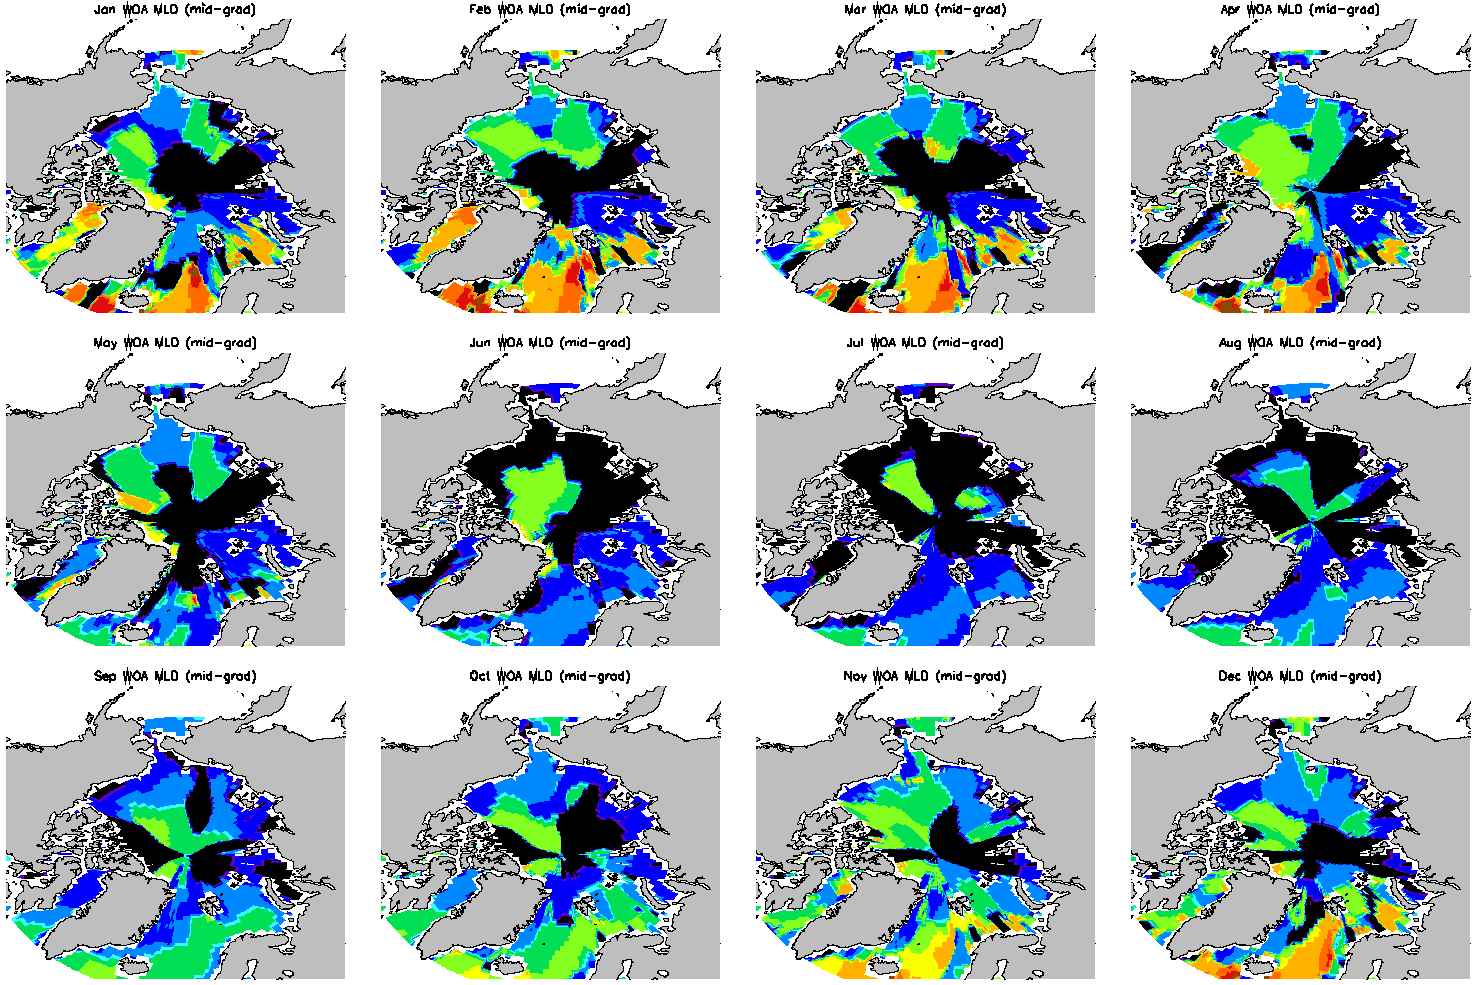 Jan WOA MLD (mid-grad)
Feb WOA MLD (mid-grad)
Mar WOA MLD (mid-grad)
Apr WOA MLD (mid-grad)
May WOA MLD (mid-grad)
Jun WOA MLD (mid-grad)
Jul WOA MLD (mid-grad)
Aug WOA MLD (mid-grad)
Sep WOA MLD (mid-grad)
Oct WOA MLD (mid-grad)
Nov WOA MLD (mid-grad)
Dec WOA MLD (mid-grad)